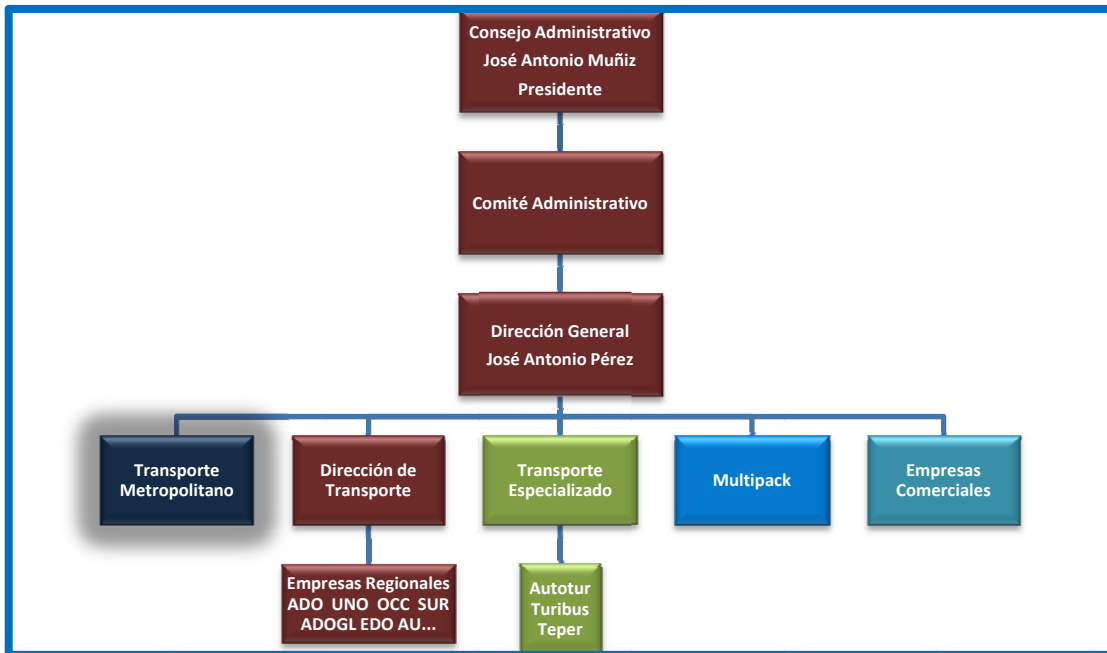 Consejo Administrativo
José Antonio Muñiz
Presidente
Comité Administrativo
Dirección General
José Antonio Pérez
Transporte
Metropolitano
Dirección de
Transporte
Transporte
Especializado
Multipack
Empresas
Comerciales
Empresas Regionales
ADO UNO OCC SUR
ADOGL EDO AU...
Autotur
Turibus
Teper